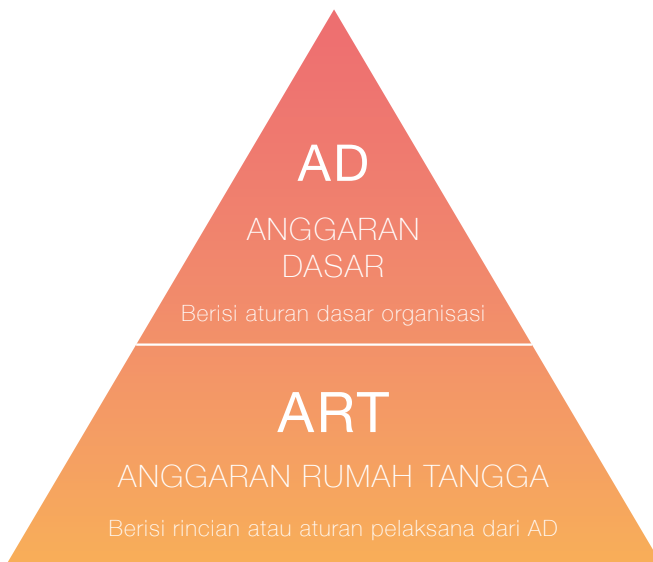 AD
ANGGARAN
DASAR
Berisi aturan dasar organisasi
ART
ANGGARAN RUMAH TANGGA
Berisi rincian atau aturan pelaksana dari AD